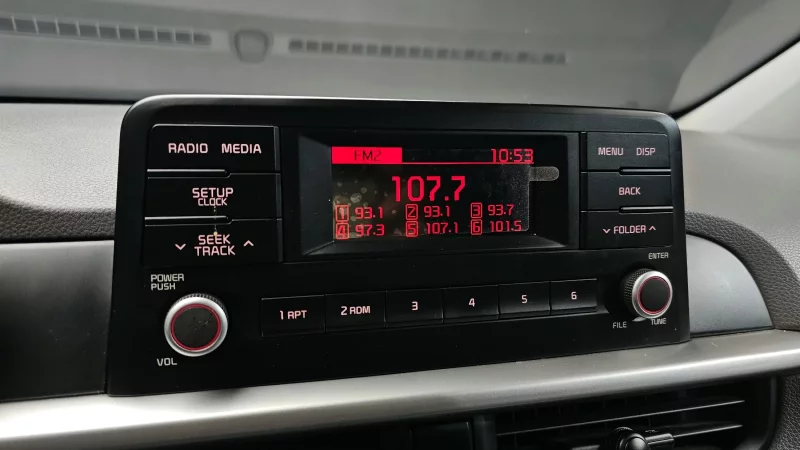 RADIO MEDIA
SETUP
CLOCK
SEEK
TRACK
POWER
PUSH
VOL
FM2 10:53
107.7
1 93.1 2 93.1 3 93.7
4 97.3 5 107.1 6 101.5
MENU DISP
BACK
FOLDER
ENTER
FILE TUNE
1 RPT 2 RDM 3 4 5 6